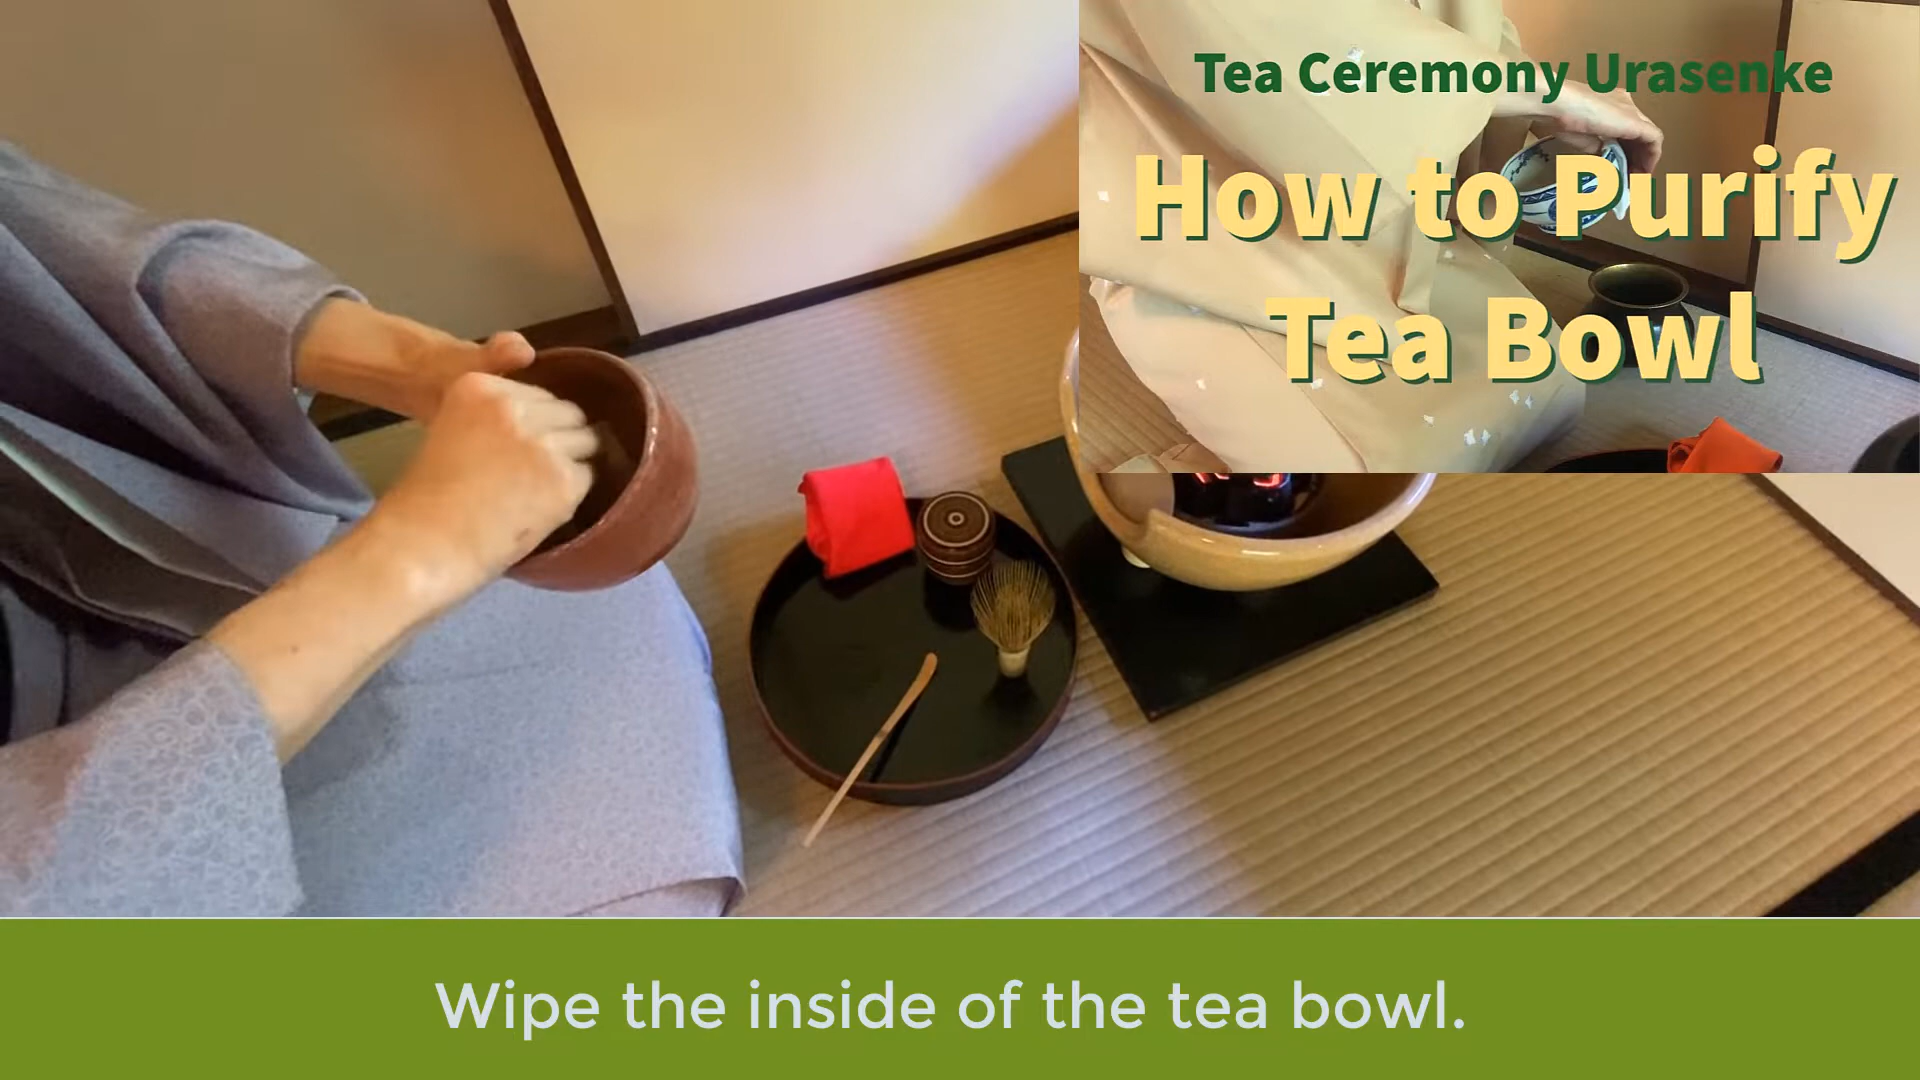 Tea Ceremony Urasenke
How to Purify
Tea Bowl
Wipe the inside of the tea bowl.